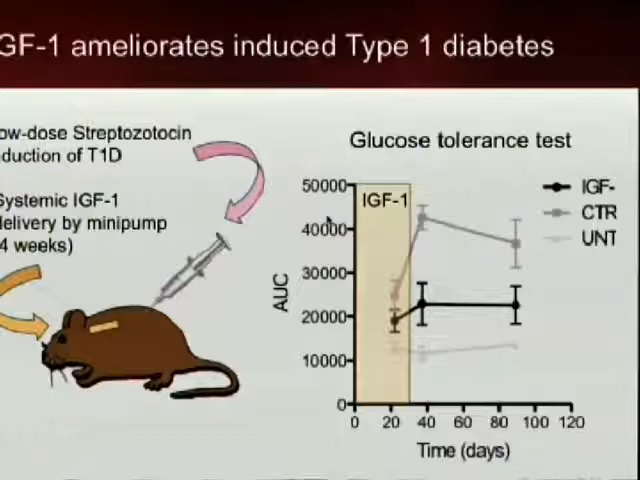 GF-1 ameliorates induced Type 1 diabetes
ow-dose Streptozotocin
duction of T1D
Systemic IGF-1
delivery by minipump
4 weeks)
Glucose tolerance test
IGF-1
IGF-
CTR
UNT
50000
40000
30000
20000
10000
0
AUC
0 20 40 60 80 100 120
Time (days)